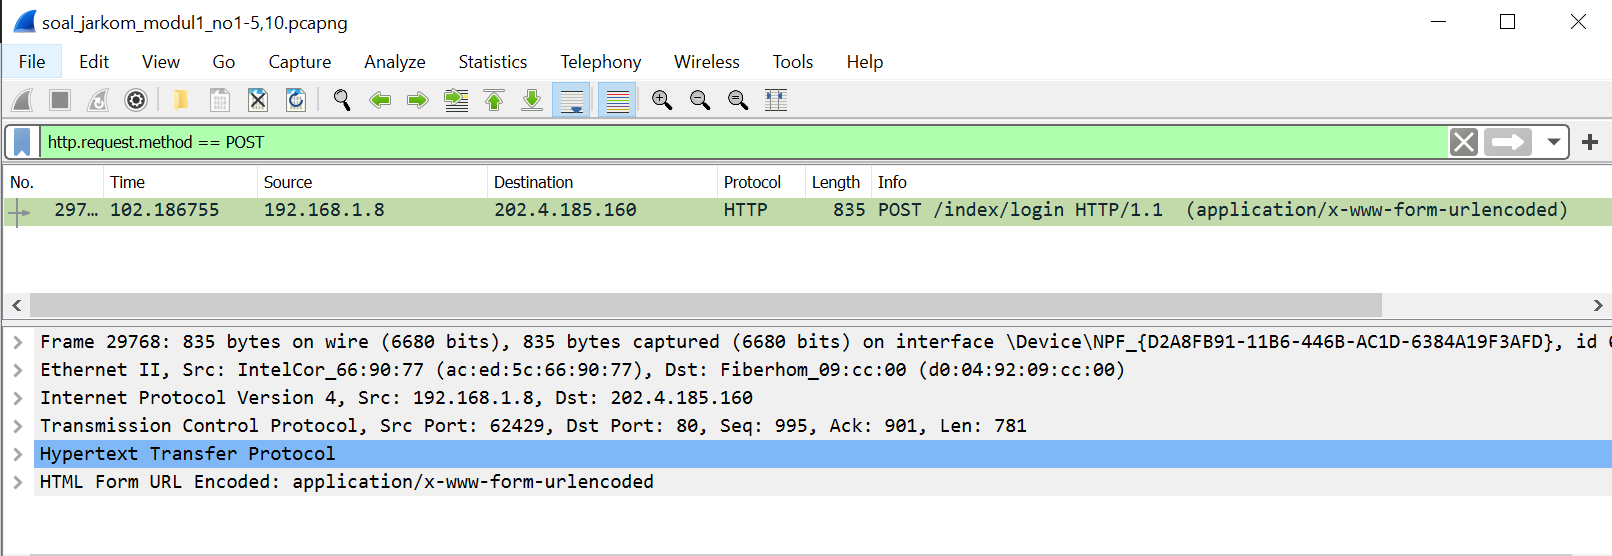 soal_jarkom_modul1_no1-5,10.pcapng
File Edit View Go Capture Analyze Statistics Telephony Wireless Tools Help
http.request.method == POST
No. Time Source Destination Protocol Length Info
297… 102.186755 192.168.1.8 202.4.185.160 HTTP 835 POST /index/login HTTP/1.1 (application/x-www-form-urlencoded)
Frame 29768: 835 bytes on wire (6680 bits), 835 bytes captured (6680 bits) on interface \Device\NPF_{D2A8FB91-11B6-446B-AC1D-6384A19F3AFD}, id
Ethernet II, Src: IntelCor_66:90:77 (ac:ed:5c:66:90:77), Dst: Fiberhom_09:cc:00 (d0:04:92:09:cc:00)
Internet Protocol Version 4, Src: 192.168.1.8, Dst: 202.4.185.160
Transmission Control Protocol, Src Port: 62429, Dst Port: 80, Seq: 995, Ack: 901, Len: 781
Hypertext Transfer Protocol
HTML Form URL Encoded: application/x-www-form-urlencoded